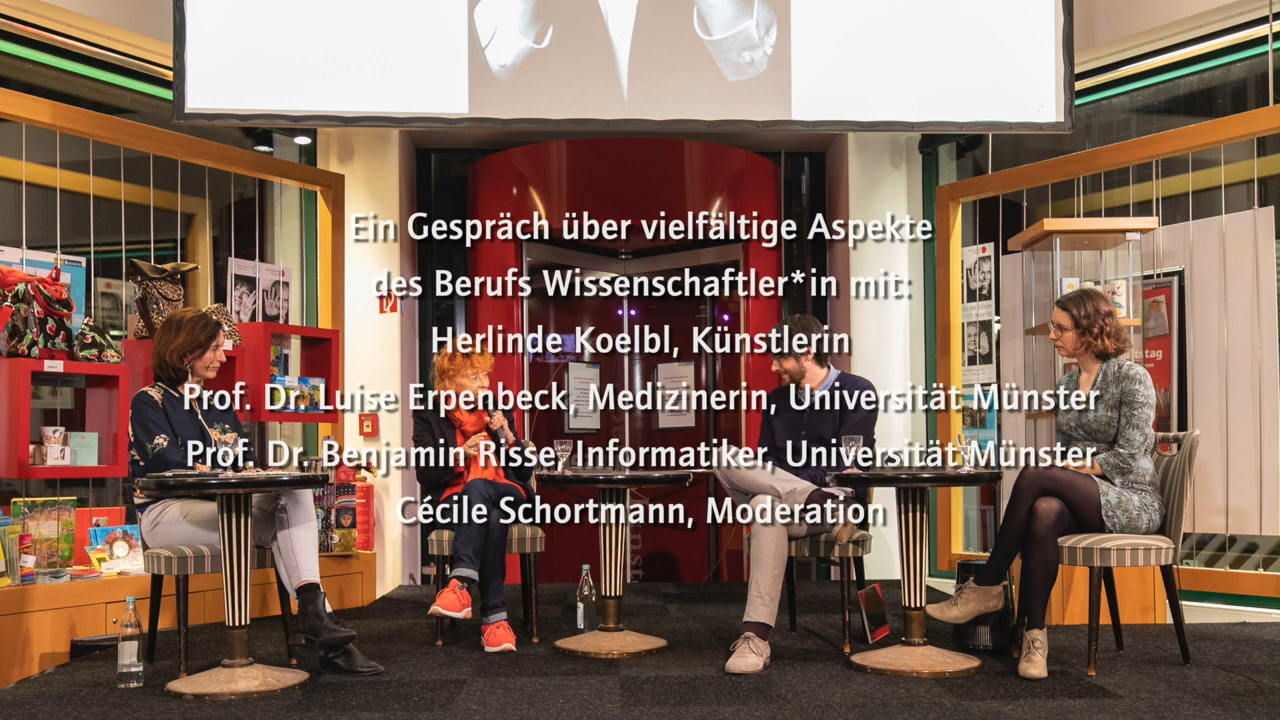 Ein Gespräch über vielfältige Aspekte
des Berufs Wissenschaftler*in mit:
Herlinde Koelbl, Künstlerin
Prof. Dr. Luise Erpenbeck, Medizinerin, Universität Münster
Prof. Dr. Benjamin Risse, Informatiker, Universität Münster
Cécile Schortmann, Moderation